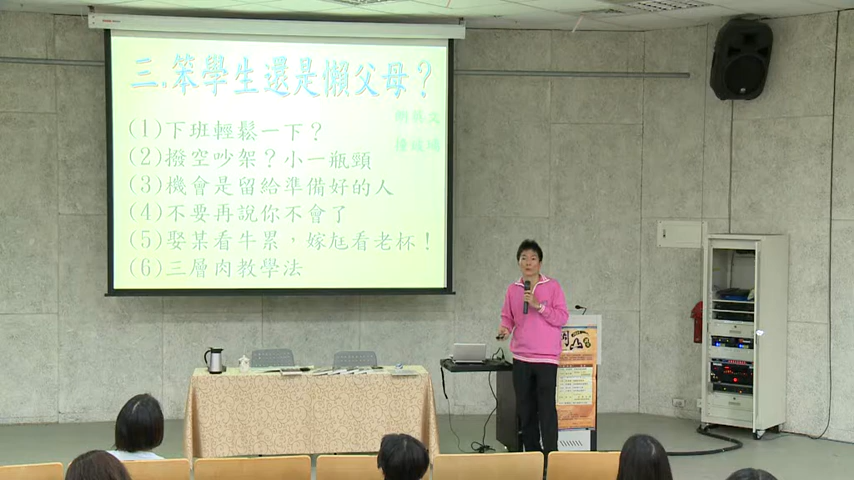 三.笨學生還是懶父母？
(1)下班輕鬆一下？
(2)撥空吵架？小一瓶頸
(3)機會是留給準備好的人
(4)不要再說你不會了
(5)娶某看牛累，嫁尪看老杯！
(6)三層肉教學法